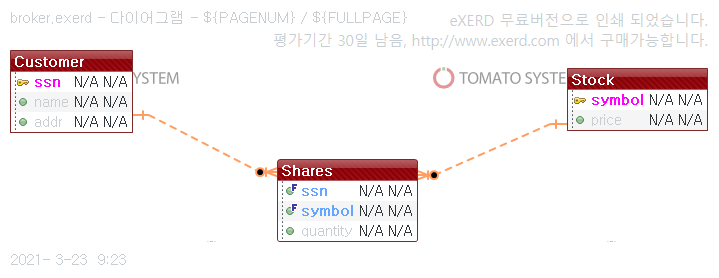 broker.exerd - 다이어그램 - ${PAGENUM} / ${FULLPAGE}
eXERD 무료버전으로 인쇄 되었습니다.
평가기간 30일 남음, http://www.exerd.com 에서 구매가능합니다.
Customer
ssn N/A N/A
name N/A N/A
addr N/A N/A
SYSTEM
TOMATO SYSTEM
Stock
symbol N/A N/A
price N/A N/A
Shares
ssn N/A N/A
symbol N/A N/A
quantity N/A N/A
2021- 3-23 9:23